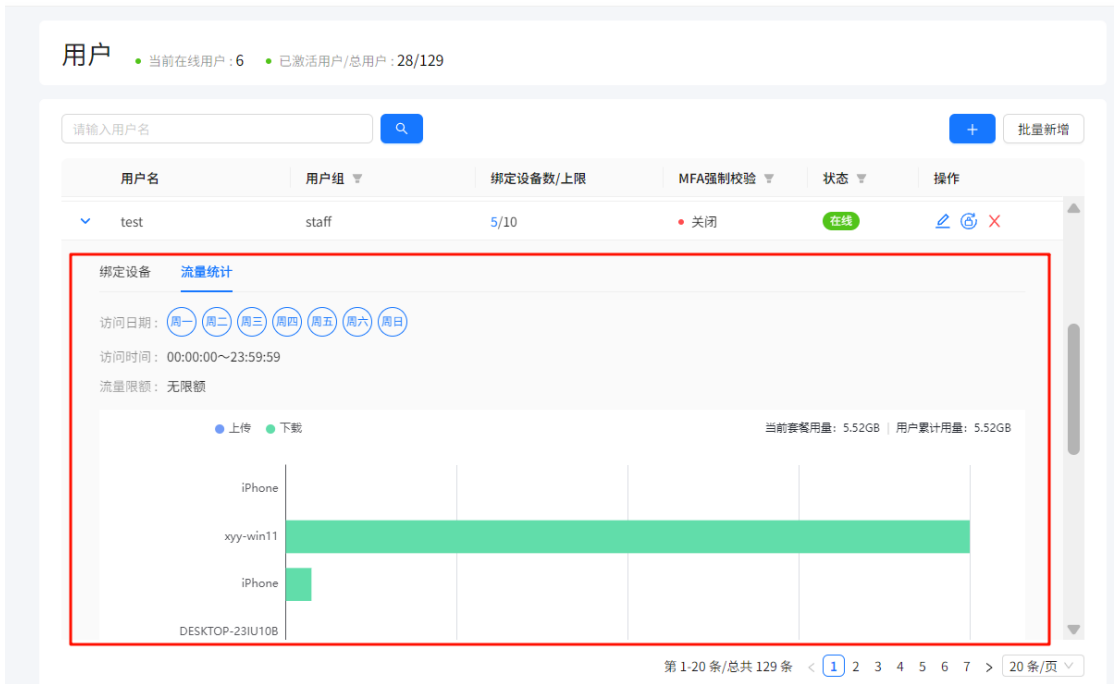 用户 当前在线用户 : 6 已激活用户/总用户 : 28/129
请输入用户名 + 批量新增
用户名 用户组 绑定设备数/上限 MFA强制校验 状态 操作
test staff 5/10 关闭 在线
绑定设备 流量统计
访问日期 : 周一 周二 周三 周四 周五 周六 周日
访问时间 : 00:00:00～23:59:59
流量限额 : 无限额
上传 下载 当前套餐用量: 5.52GB | 用户累计用量: 5.52GB
iPhone
xyy-win11
iPhone
DESKTOP-23IU10B
第 1-20 条/总共 129 条 < 1 2 3 4 5 6 7 > 20 条/页